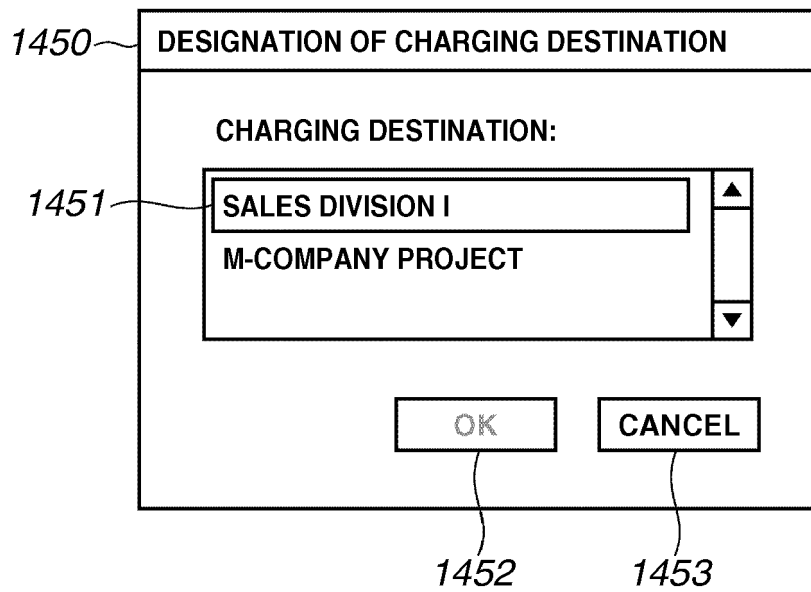 1450
DESIGNATION OF CHARGING DESTINATION
CHARGING DESTINATION:
1451
SALES DIVISION I
M-COMPANY PROJECT
OK
CANCEL
1452
1453